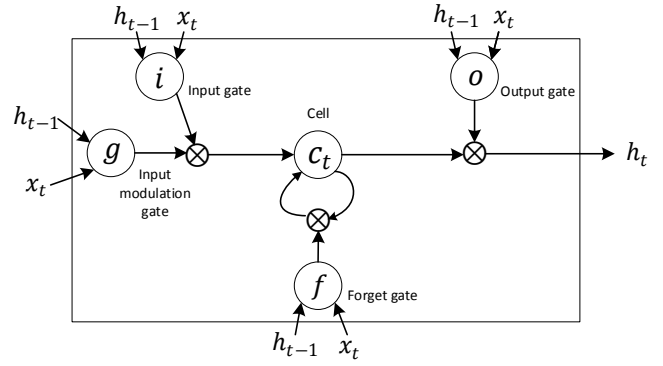 h_{t-1} x_t
h_{t-1} x_t
i
Input gate
o
Output gate
Cell
h_{t-1}
g
c_t
h_t
x_t
Input
modulation
gate
f
Forget gate
h_{t-1} x_t